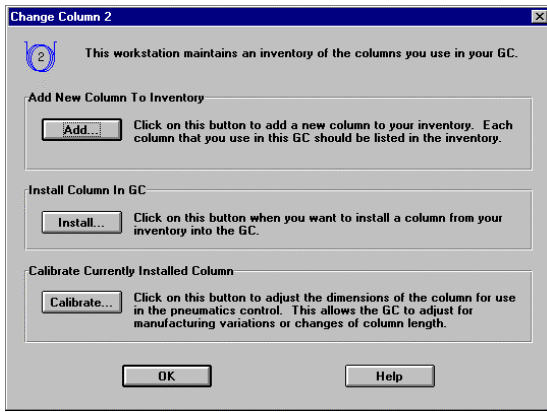 Change Column 2
2
This workstation maintains an inventory of the columns you use in your GC.
Add New Column To Inventory
Add...
Click on this button to add a new column to your inventory. Each
column that you use in this GC should be listed in the inventory.
Install Column In GC
Install...
Click on this button when you want to install a column from your
inventory into the GC.
Calibrate Currently Installed Column
Calibrate...
Click on this button to adjust the dimensions of the column for use
in the pneumatics control. This allows the GC to adjust for
manufacturing variations or changes of column length.
OK
Help